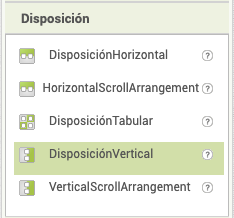 Disposición
DisposiciónHorizontal ?
HorizontalScrollArrangement ?
DisposiciónTabular ?
DisposiciónVertical ?
VerticalScrollArrangement ?